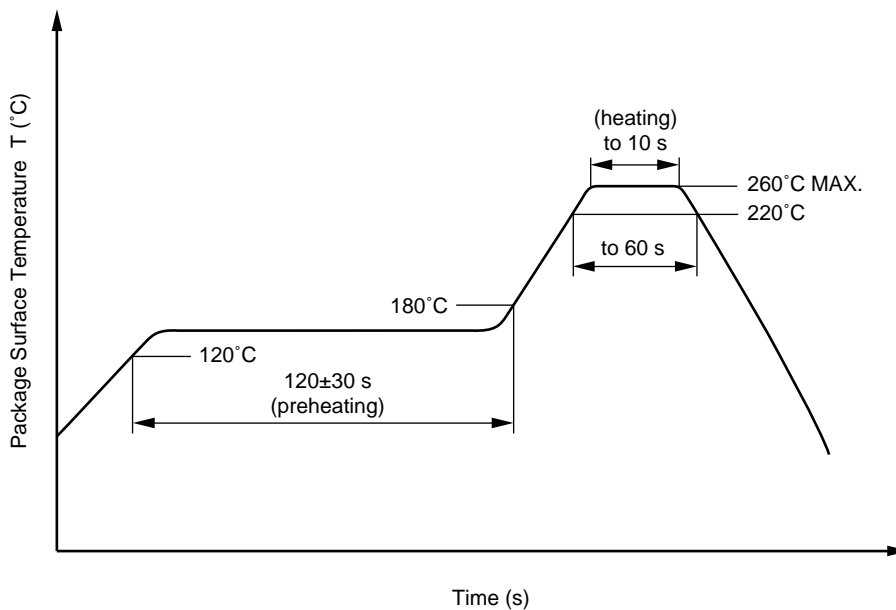 Package Surface Temperature T (˚C)
(heating)
to 10 s
260˚C MAX.
220˚C
to 60 s
180˚C
120˚C
120±30 s
(preheating)
Time (s)